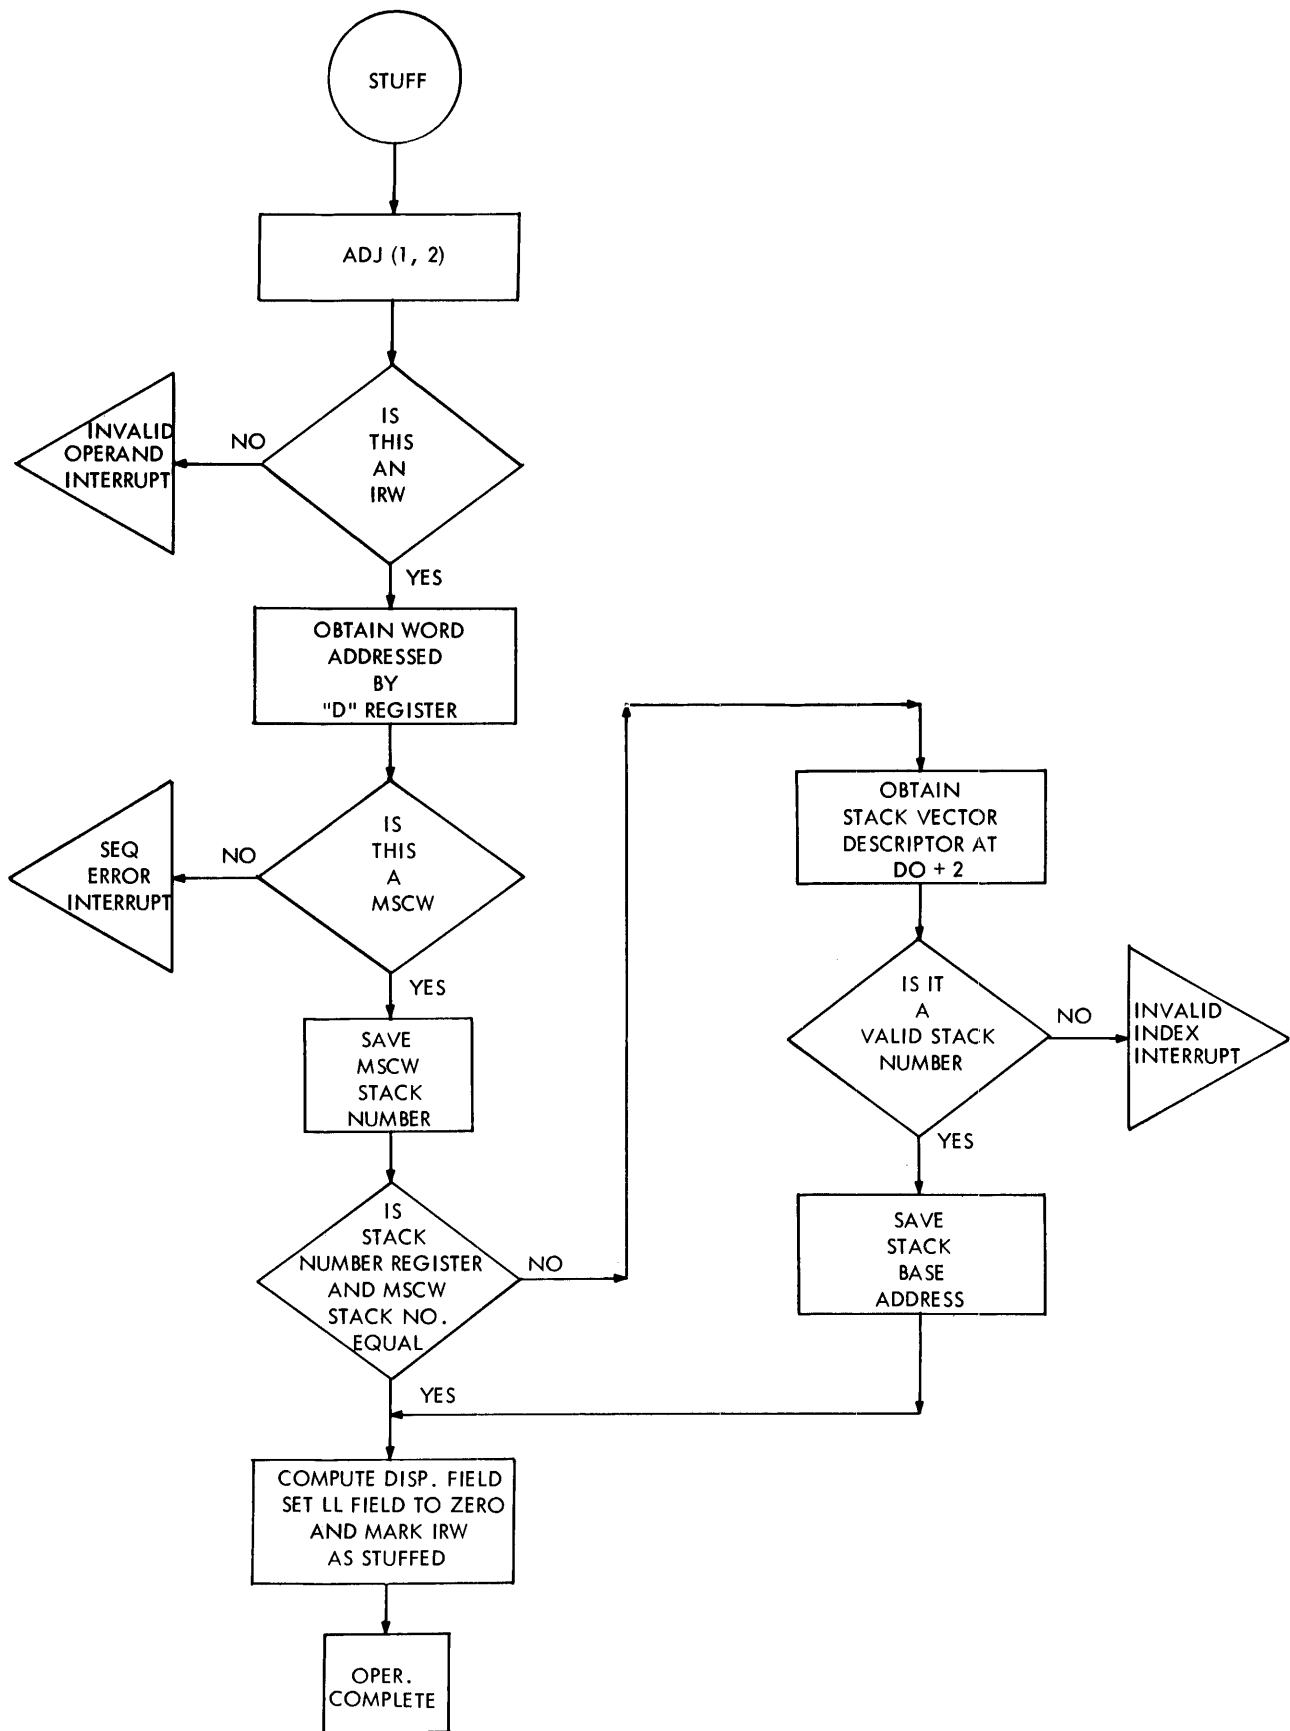 STUFF
ADJ (1, 2)
IS
THIS
AN
IRW
NO
INVALID
OPERAND
INTERRUPT
YES
OBTAIN WORD
ADDRESSED
BY
"D" REGISTER
IS
THIS
A
MSCW
NO
SEQ
ERROR
INTERRUPT
YES
SAVE
MSCW
STACK
NUMBER
IS
STACK
NUMBER REGISTER
AND MSCW
STACK NO.
EQUAL
NO
OBTAIN
STACK VECTOR
DESCRIPTOR AT
DO + 2
IS IT
A
VALID STACK
NUMBER
NO
INVALID
INDEX
INTERRUPT
YES
SAVE
STACK
BASE
ADDRESS
YES
COMPUTE DISP. FIELD
SET LL FIELD TO ZERO
AND MARK IRW
AS STUFFED
OPER.
COMPLETE